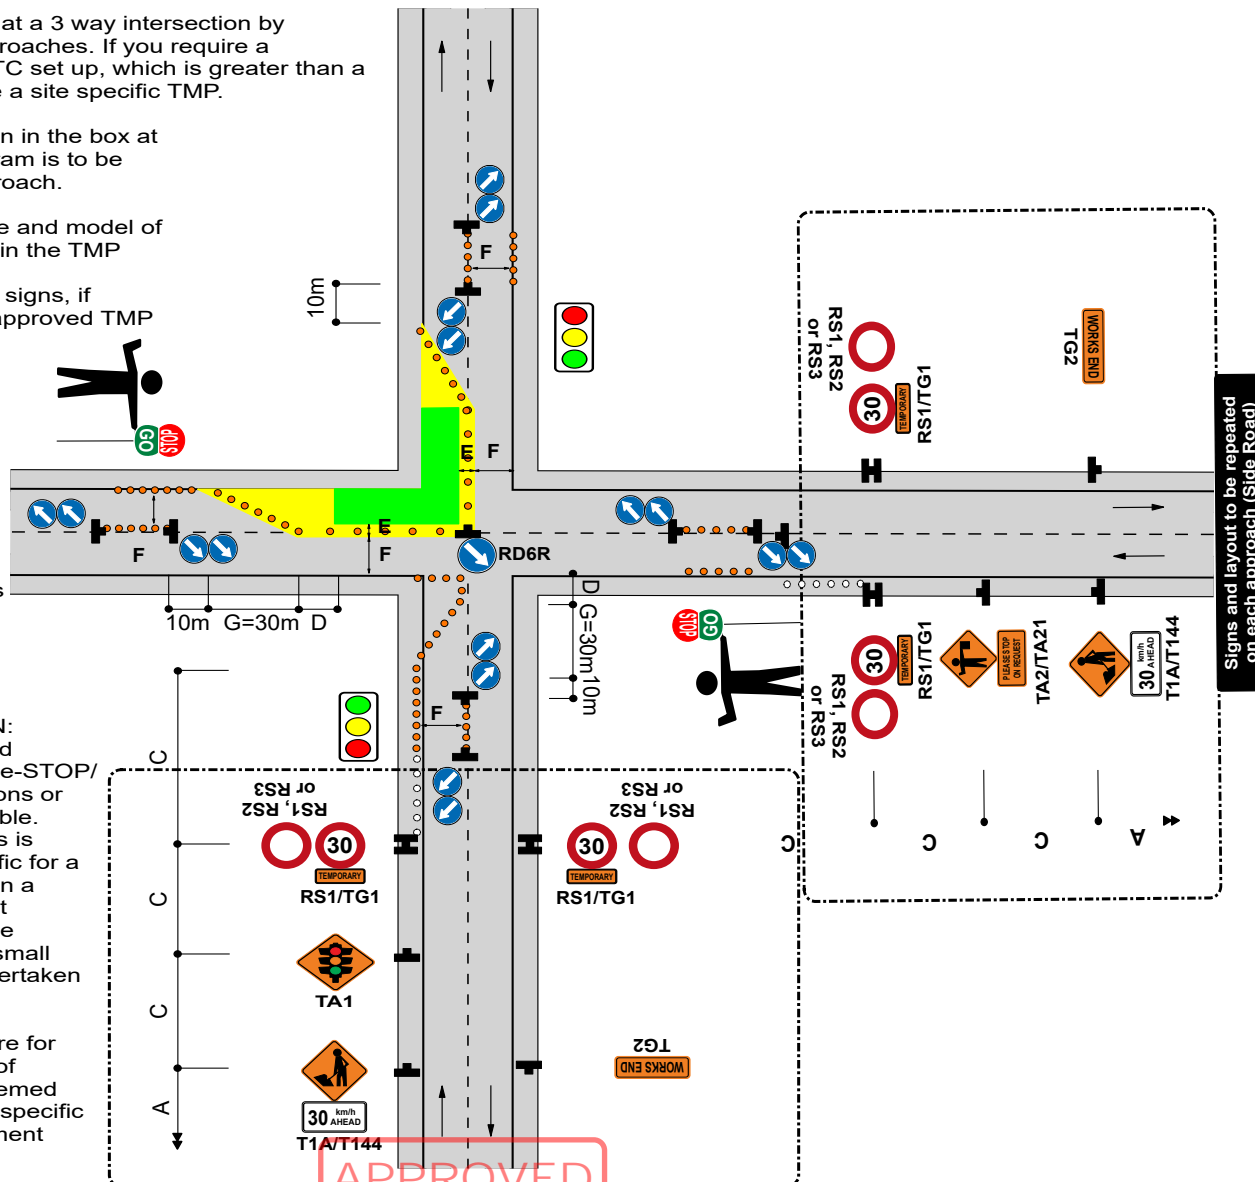 at a 3 way intersection by
roaches. If you require a
TC set up, which is greater than a
e a site specific TMP.
n in the box at
ram is to be
roach.
e and model of
in the TMP
signs, if
approved TMP
10m
F
STOP
GO
E F
E
F
F
RD6R
s
10m G=30m D
D G=30m 10m
RS1, RS2
or RS3
30
TEMPORARY
RS1/TG1
WORKS END
TG2
Signs and layout to be repeated
on each approach (Side Road)
STOP
GO
30
TEMPORARY
RS1/TG1
RS1, RS2
or RS3
PLEASE STOP
ON REQUEST
TA2/TA21
30 km/h
AHEAD
T1A/T144
C
C
C
A
N:
d
e-STOP/
ons or
ble.
s is
fic for a
n a
t
e
small
ertaken
re for
of
emed
specific
ment
C
C
C
A
F
RS1, RS2
or RS3
30
TEMPORARY
RS1/TG1
RS1, RS2
or RS3
30
TEMPORARY
RS1/TG1
TA1
30 km/h
AHEAD
T1A/T144
TG2
WORKS END
APPROVED